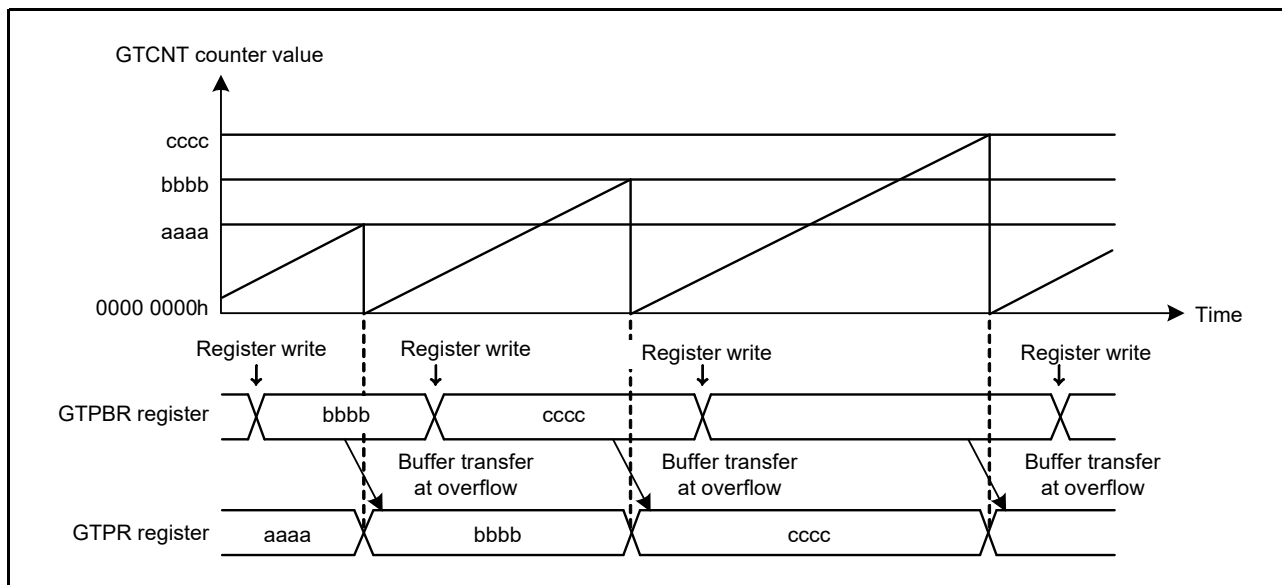 GTCNT counter value
cccc
bbbb
aaaa
0000 0000h
Time
Register write
Register write
Register write
Register write
GTPBR register
bbbb
cccc
Buffer transfer
at overflow
Buffer transfer
at overflow
Buffer transfer
at overflow
GTPR register
aaaa
bbbb
cccc